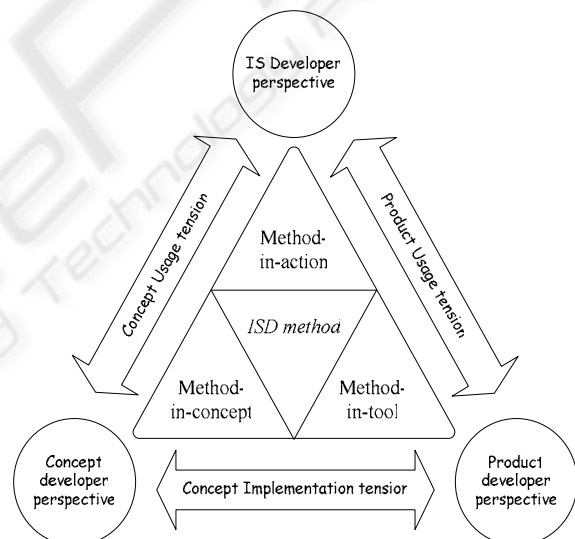 IS Developer
perspective
Concept Usage tension
Product Usage tension
Method-
in-action
ISD method
Method-
in-concept
Method-
in-tool
Concept
developer
perspective
Concept Implementation tension
Product
developer
perspective